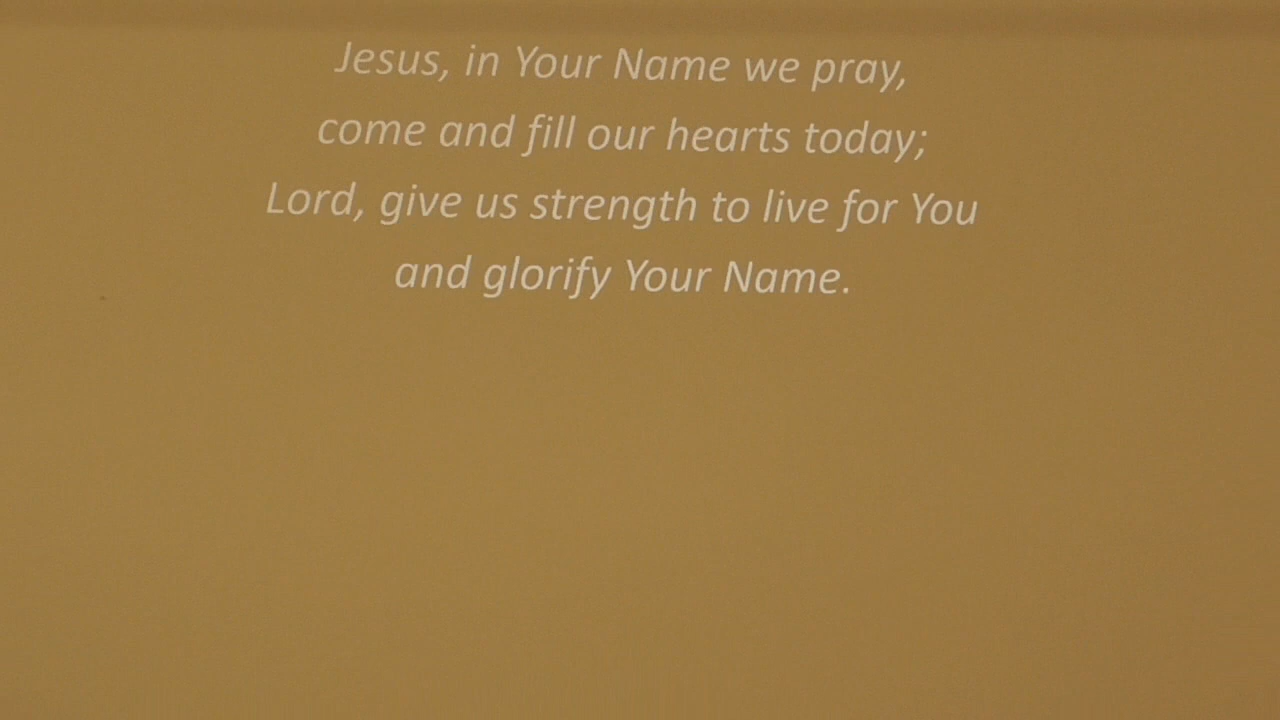 Jesus, in Your Name we pray,
come and fill our hearts today;
Lord, give us strength to live for You
and glorify Your Name.